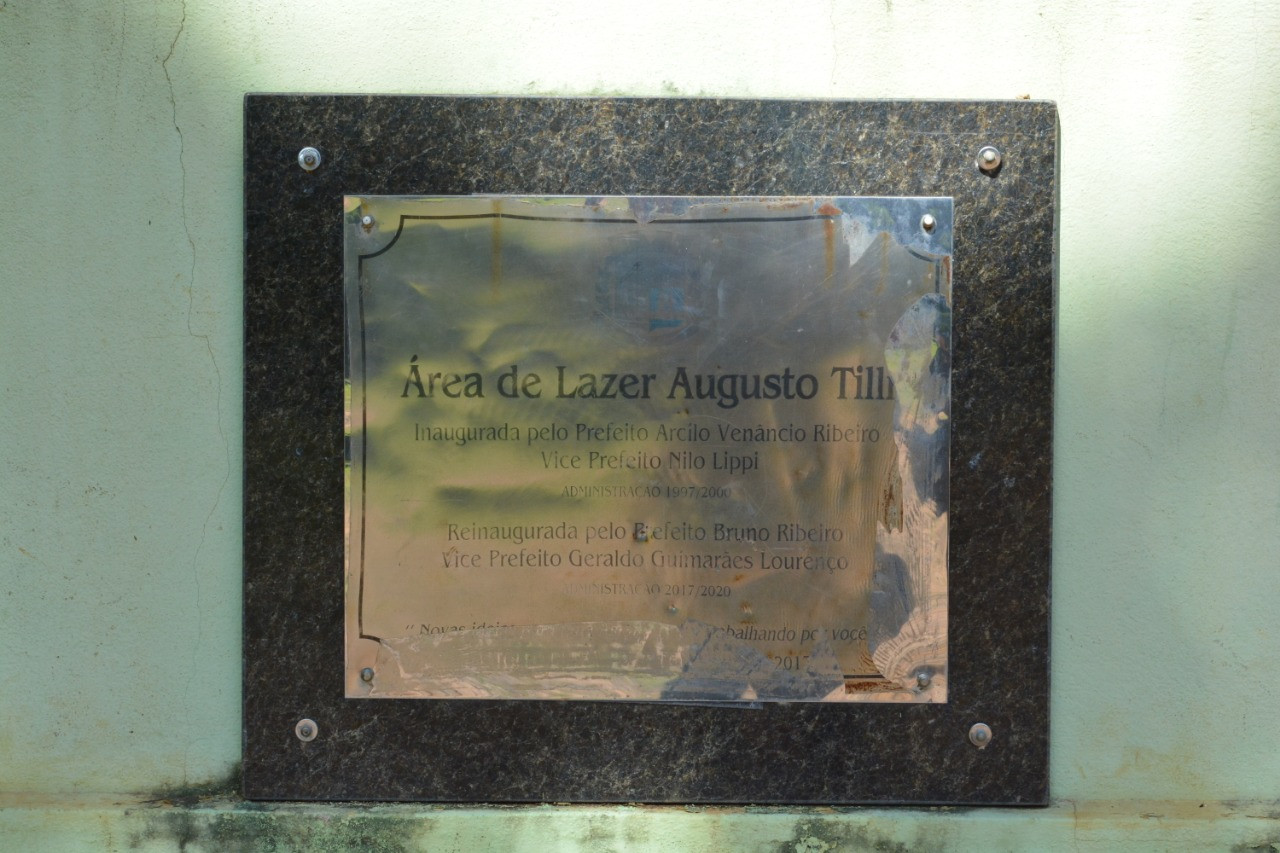 Área de Lazer Augusto Tilli
Inaugurada pelo Prefeito Arcilo Venâncio Ribeiro
Vice Prefeito Nilo Lippi
ADMINISTRAÇÃO 1997/2000
Reinaugurada pelo Prefeito Bruno Ribeiro
Vice Prefeito Geraldo Guimarães Lourenço
ADMINISTRAÇÃO 2017/2020
“ Novas por você
2017